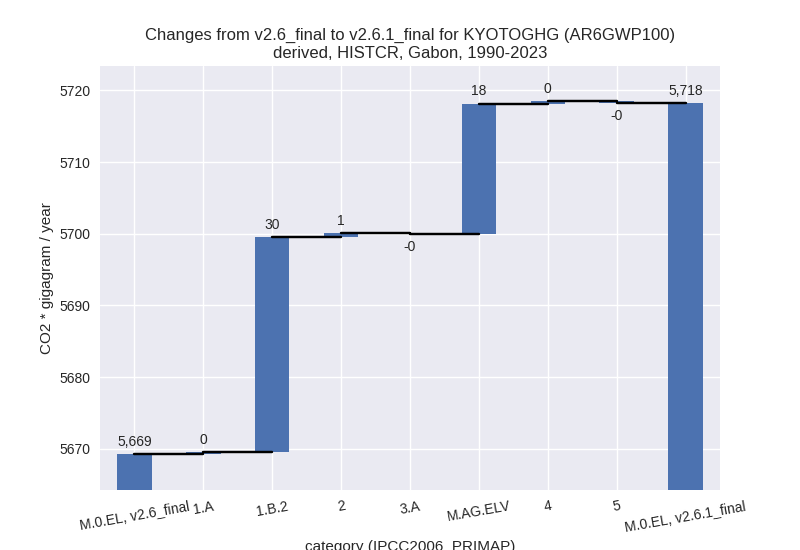 Changes from v2.6_final to v2.6.1_final for KYOTOGHG (AR6GWP100)
derived, HISTCR, Gabon, 1990-2023
CO2 * gigagram / year
5720
5710
5700
5690
5680
5670
5,669
0
30
1
-0
18
0
-0
5,718
M.0.EL, v2.6_final
1.A
1.B.2
2
3.A
M.AG.ELV
4
5
M.0.EL, v2.6.1_final
category (IPCC2006_PRIMAP)